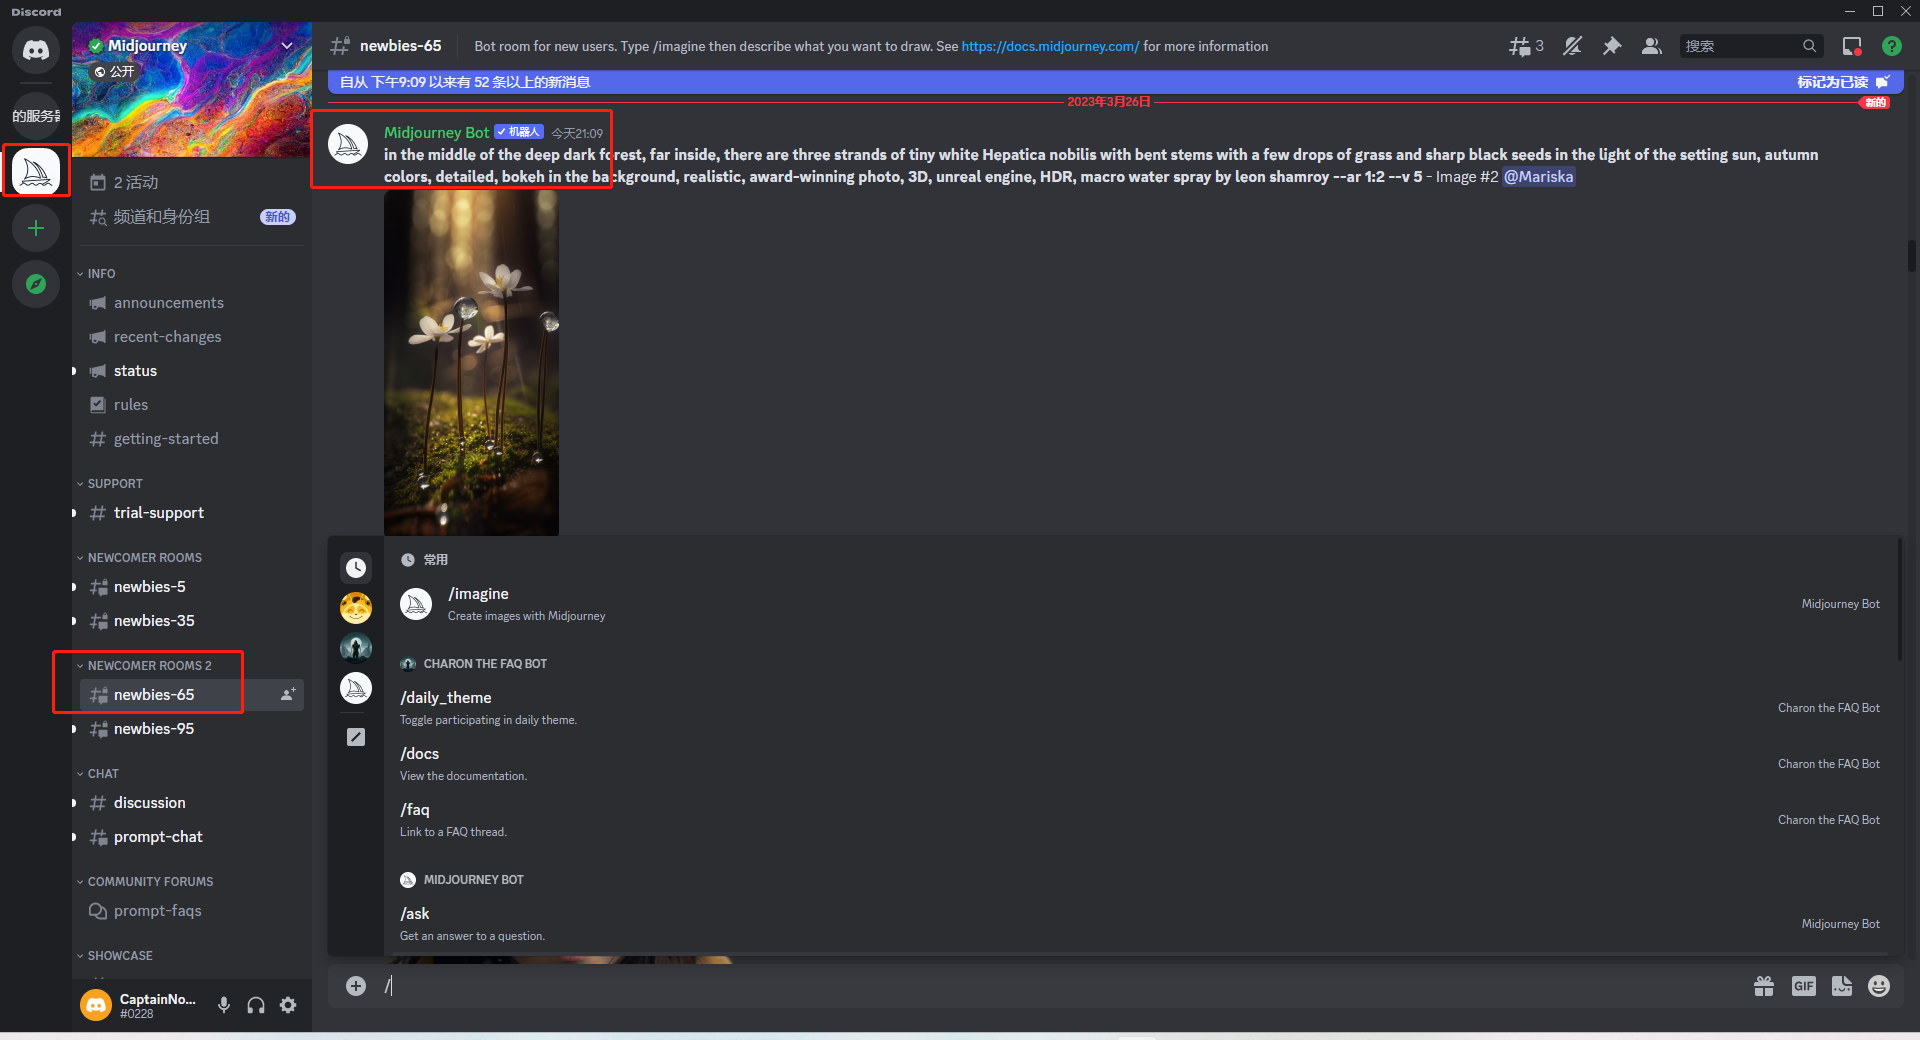 Discord
Midjourney
公开
的服务器
2 活动
频道和身份组
新的
INFO
announcements
recent-changes
status
rules
getting-started
SUPPORT
trial-support
NEWCOMER ROOMS
newbies-5
newbies-35
NEWCOMER ROOMS 2
newbies-65
newbies-95
CHAT
discussion
prompt-chat
COMMUNITY FORUMS
prompt-faqs
SHOWCASE
CaptainNo...
#0228
newbies-65
Bot room for new users. Type /imagine then describe what you want to draw. See https://docs.midjourney.com/ for more information
3
搜索
自从 下午9:09 以来有 52 条以上的新消息
标记为已读
2023年3月26日
新的
Midjourney Bot 机器人 今天21:09
in the middle of the deep dark forest, far inside, there are three strands of tiny white Hepatica nobilis with bent stems with a few drops of grass and sharp black seeds in the light of the setting sun, autumn
colors, detailed, bokeh in the background, realistic, award-winning photo, 3D, unreal engine, HDR, macro water spray by leon shamroy --ar 1:2 --v 5 - Image #2 @Mariska
常用
/imagine
Create images with Midjourney
Midjourney Bot
CHARON THE FAQ BOT
/daily_theme
Toggle participating in daily theme.
Charon the FAQ Bot
/docs
View the documentation.
Charon the FAQ Bot
/faq
Link to a FAQ thread.
Charon the FAQ Bot
MIDJOURNEY BOT
/ask
Get an answer to a question.
Midjourney Bot
/
GIF